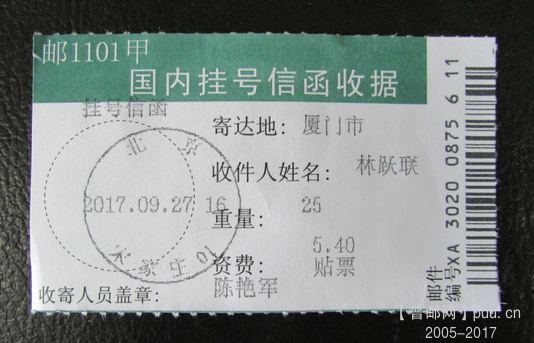 邮1101甲
国内挂号信函收据
挂号信函
寄达地: 厦门市
北京
收件人姓名: 林跃联
2017.09.27 16
重量: 25
5.40
资费: 贴票
收寄人员盖章: 陈艳军
邮件
编号XA 3020 0875 6 11
【普邮网】puu.cn
2005-2017